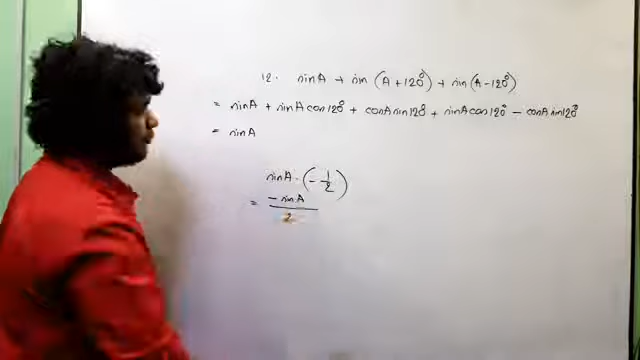 12. sinA + sin (A+120°) + sin(A-120°)
= sinA + sinA cos120° + cosA sin120° + sinA cos120° - cosA sin120°
= sinA
sinA · (-1/2)
= -sinA/2